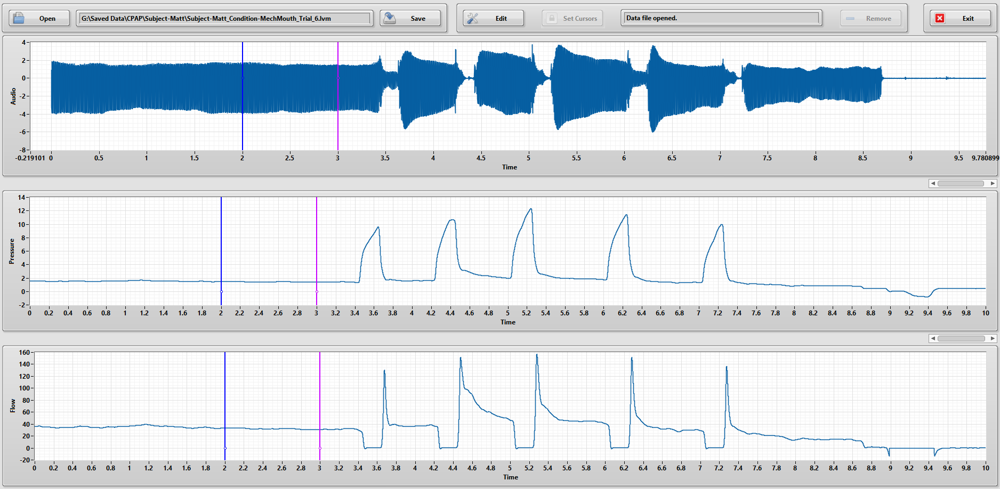 Open G:\Saved Data\CPAP\Subject-Matt\Subject-Matt_Condition-MechMouth_Trial_6.lvm Save Edit Set Cursors Data file opened. Remove Exit
4
2
0
-2
-4
-6
-8
Audio
-0.219101 0 0.5 1 1.5 2 2.5 3 3.5 4 4.5 5 5.5 6 6.5 7 7.5 8 8.5 9 9.5 9.780899
Time
14
12
10
8
6
4
2
0
-2
Pressure
0 0.2 0.4 0.6 0.8 1 1.2 1.4 1.6 1.8 2 2.2 2.4 2.6 2.8 3 3.2 3.4 3.6 3.8 4 4.2 4.4 4.6 4.8 5 5.2 5.4 5.6 5.8 6 6.2 6.4 6.6 6.8 7 7.2 7.4 7.6 7.8 8 8.2 8.4 8.6 8.8 9 9.2 9.4 9.6 9.8 10
Time
160
140
120
100
80
60
40
20
0
-20
Flow
0 0.2 0.4 0.6 0.8 1 1.2 1.4 1.6 1.8 2 2.2 2.4 2.6 2.8 3 3.2 3.4 3.6 3.8 4 4.2 4.4 4.6 4.8 5 5.2 5.4 5.6 5.8 6 6.2 6.4 6.6 6.8 7 7.2 7.4 7.6 7.8 8 8.2 8.4 8.6 8.8 9 9.2 9.4 9.6 9.8 10
Time